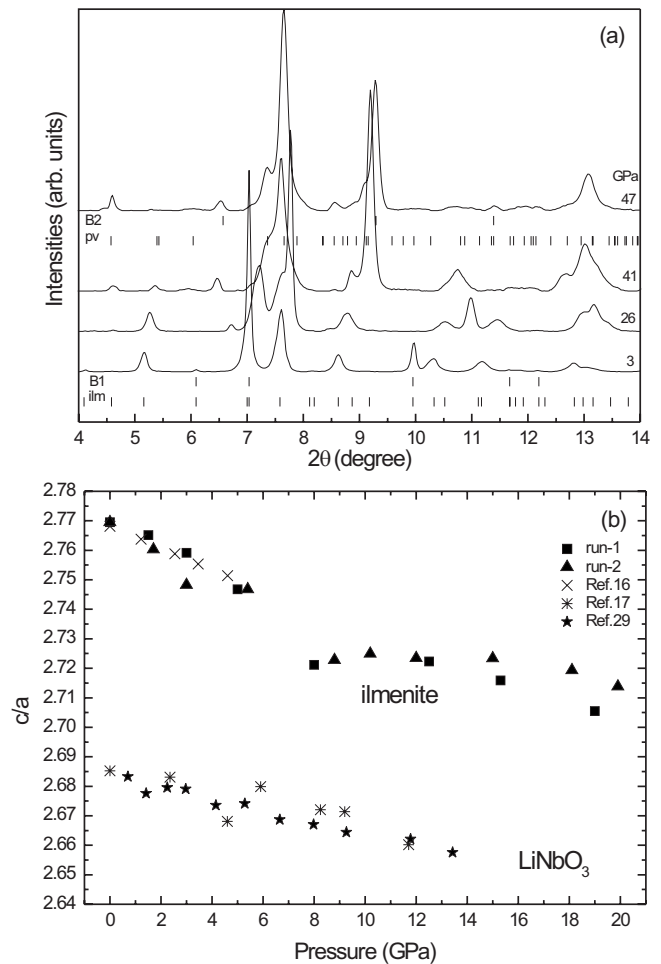 (a)
Intensities (arb. units)
GPa
47
B2
pv
41
26
3
B1
ilm
4 5 6 7 8 9 10 11 12 13 14
2θ (degree)
2.78
(b)
2.77
run-1
2.76
run-2
Ref.16
2.75
Ref.17
2.74
Ref.29
2.73
2.72
c/a
2.71
ilmenite
2.70
2.69
2.68
2.67
2.66
LiNbO3
2.65
2.64
0 2 4 6 8 10 12 14 16 18 20
Pressure (GPa)